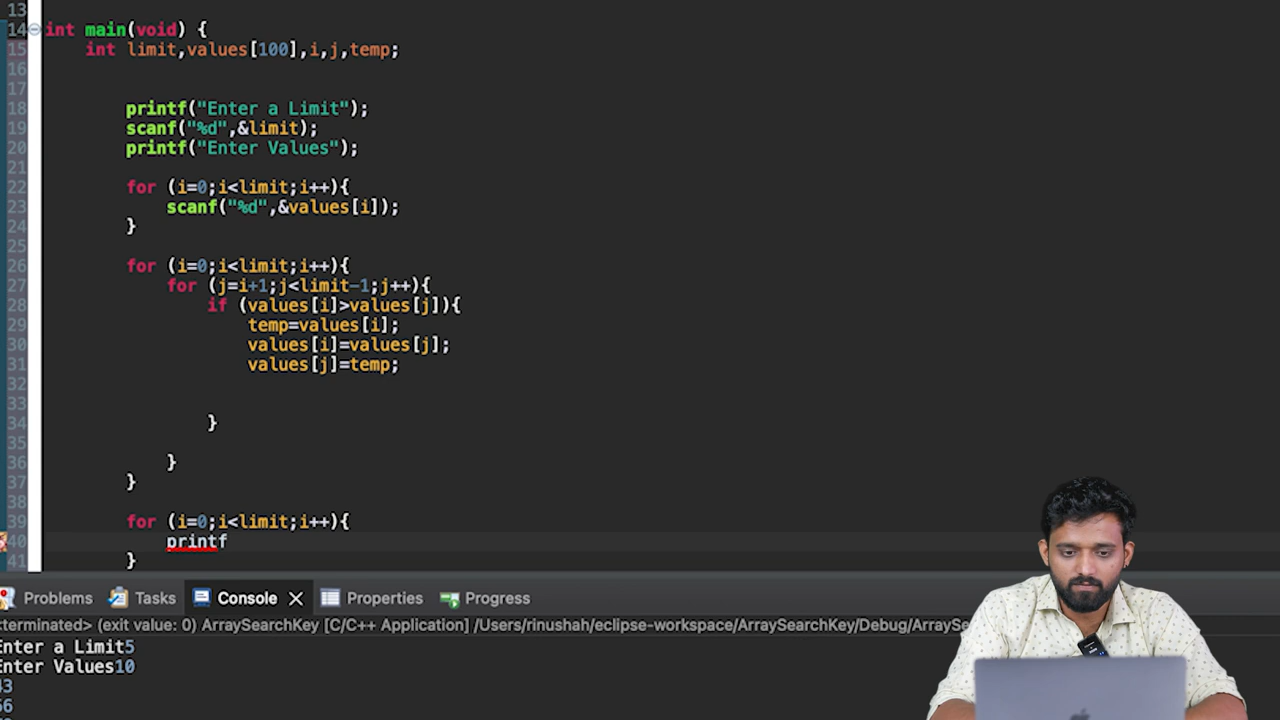 13
14 int main(void) {
15 int limit,values[100],i,j,temp;
16
17
18 printf("Enter a Limit");
19 scanf("%d",&limit);
20 printf("Enter Values");
21
22 for (i=0;i<limit;i++){
23 scanf("%d",&values[i]);
24 }
25
26 for (i=0;i<limit;i++){
27 for (j=i+1;j<limit-1;j++){
28 if (values[i]>values[j]){
29 temp=values[i];
30 values[i]=values[j];
31 values[j]=temp;
32
33
34 }
35
36 }
37 }
38
39 for (i=0;i<limit;i++){
40 printf
41 }
Problems Tasks Console Properties Progress
<terminated> (exit value: 0) ArraySearchKey [C/C++ Application] /Users/rinushah/eclipse-workspace/ArraySearchKey/Debug/ArraySe
Enter a Limit5
Enter Values10
43
56